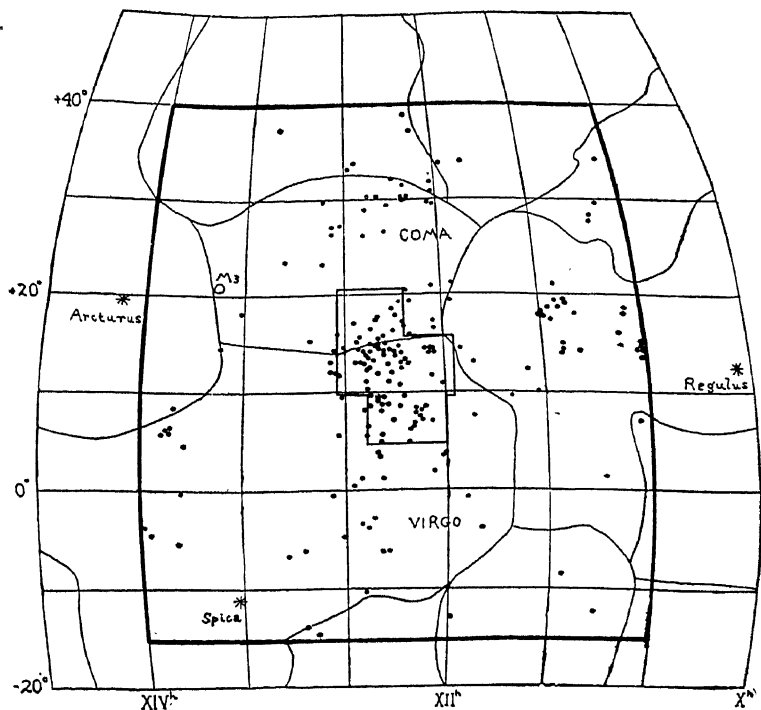 +40°
COMA
M3
+20°
Arcturus
Regulus
0°
VIRGO
Spica
-20°
XIVʰ
XIIʰ
Xʰ